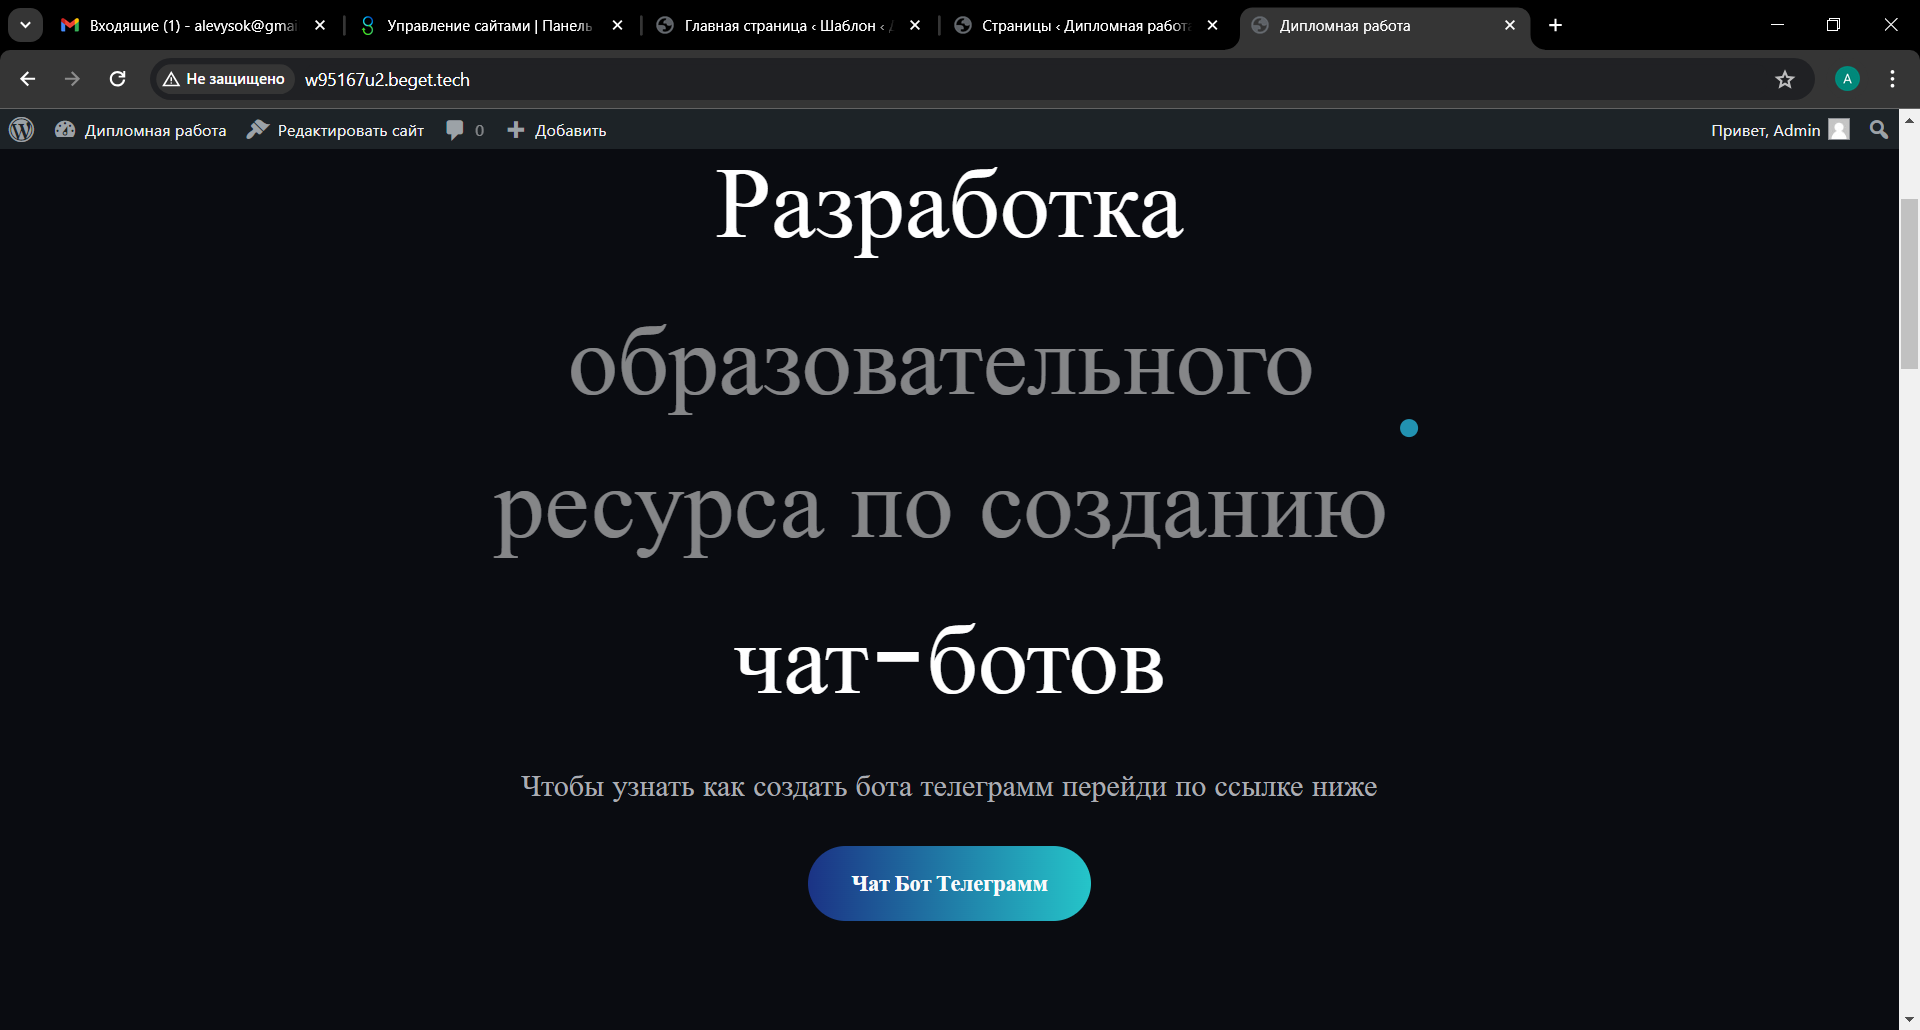 Входящие (1) - alevysok@gmai
Управление сайтами | Панель
Главная страница ‹ Шаблон ‹
Страницы ‹ Дипломная работа
Дипломная работа
Не защищено
w95167u2.beget.tech
A
Дипломная работа
Редактировать сайт
0
Добавить
Привет, Admin
Разработка
образовательного
ресурса по созданию
чат-ботов
Чтобы узнать как создать бота телеграмм перейди по ссылке ниже
Чат Бот Телеграмм